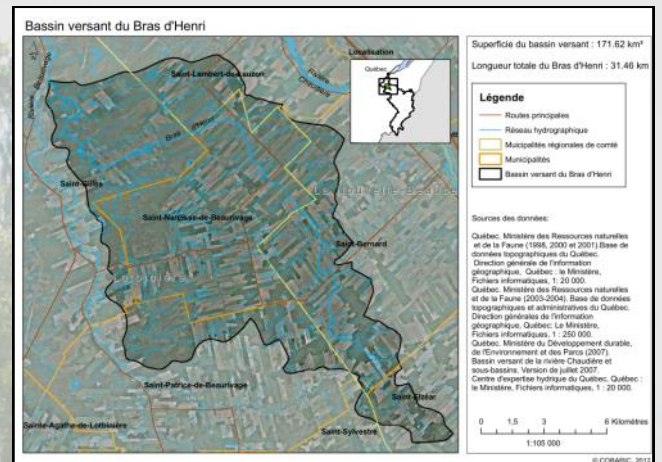 Bassin versant du Bras d'Henri
Localisation
Québec
Saint-Lambert-de-Lauzon
Rivière
Chaudière
Rivière Beaurivage
Bras d'Henri
Saint-Gilles
La Nouvelle-Beauce
Saint-Narcisse-de-Beaurivage
Saint-Bernard
Lotbinière
Saint-Patrice-de-Beaurivage
Saint-Elzéar
Sainte-Agathe-de-Lotbinière
Saint-Sylvestre
Superficie du bassin versant : 171.62 km²
Longueur totale du Bras d'Henri : 31.46 km
Légende
Routes principales
Réseau hydrographique
Muicipalités régionales de comté
Municipalités
Bassin versant du Bras d'Henri
Sources des données:
Québec. Ministère des Ressources naturelles
et de la Faune (1998, 2000 et 2001).Base de
données topographiques du Québec.
Direction générale de l'information
géographique, Québec : le Ministère,
Fichiers informatiques, 1: 20 000.
Québec. Ministère des Ressources naturelles
et de la Faune (2003-2004). Base de données
topographiques et administratives du Québec.
Direction générales de l'information
géographique, Québec: Le Ministère,
Fichiers informatiques, 1 : 250 000.
Québec. Ministère du Développement durable,
de l'Environnement et des Parcs (2007).
Bassin versant de la rivière Chaudière et
sous-bassins, Version de juillet 2007.
Centre d'expertise hydrique du Québec, Québec :
le Ministère, Fichiers informatiques, 1 : 20 000.
0 1,5 3 6 Kilomètres
1:105 000
© COBARIC, 2012